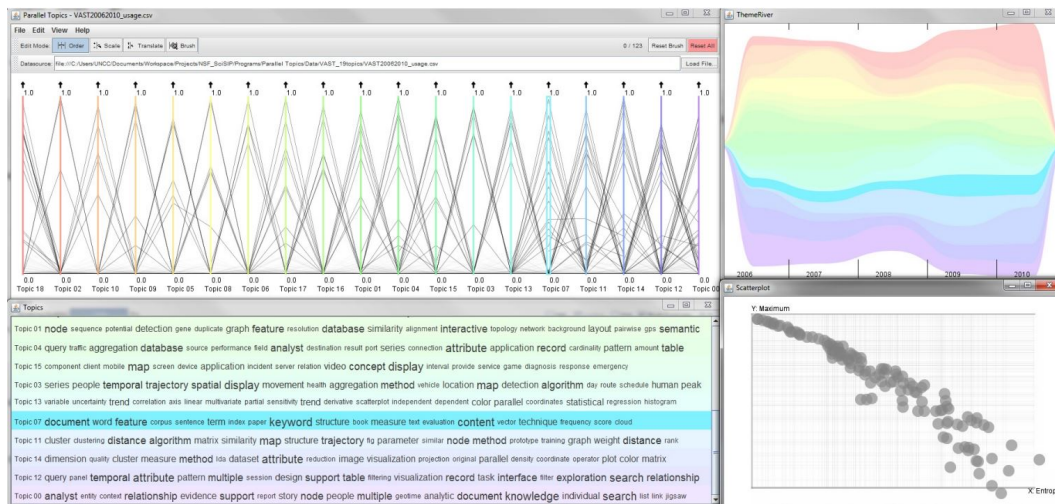 Parallel Topics - VAST20062010_usage.csv
File Edit View Help
Edit Mode: Order Scale Translate Brush 0 / 123 Reset Brush Reset All
Datasource: file:///C:/Users/UNCC/Documents/Workspace/Projects/NSF_SciSIP/Programs/Parallel Topics/Data/VAST_19topics/VAST20062010_usage.csv Load File..
1.0 1.0 1.0 1.0 1.0 1.0 1.0 1.0 1.0 1.0 1.0 1.0 1.0 1.0 1.0 1.0 1.0 1.0 1.0
0.0 0.0 0.0 0.0 0.0 0.0 0.0 0.0 0.0 0.0 0.0 0.0 0.0 0.0 0.0 0.0 0.0 0.0 0.0
Topic 18 Topic 02 Topic 10 Topic 09 Topic 05 Topic 08 Topic 06 Topic 17 Topic 16 Topic 01 Topic 04 Topic 15 Topic 03 Topic 13 Topic 07 Topic 11 Topic 14 Topic 12 Topic 00
ThemeRiver
2006 2007 2008 2009 2010
Topics
Topic 01 node sequence potential detection gene duplicate graph feature resolution database similarity alignment interactive topology network background layout pairwise gps semantic
Topic 04 query traffic aggregation database source performance field analyst destination result port series connection attribute application record cardinality pattern amount table
Topic 15 component client mobile map screen device application incident server relation video concept display interval provide service game diagnosis response emergency
Topic 03 series people temporal trajectory spatial display movement health aggregation method vehicle location map detection algorithm day route schedule human peak
Topic 13 variable uncertainty trend correlation axis linear multivariate partial sensitivity trend derivative scatterplot independent dependent color parallel coordinates statistical regression histogram
Topic 07 document word feature corpus sentence term index paper keyword structure book measure text evaluation content vector technique frequency score cloud
Topic 11 cluster clustering distance algorithm matrix similarity map structure trajectory fig parameter similar node method prototype training graph weight distance rank
Topic 14 dimension quality cluster measure method lda dataset attribute reduction image visualization projection original parallel density coordinate operator plot color matrix
Topic 12 query panel temporal attribute pattern multiple session design support table filtering visualization record task interface filter exploration search relationship
Topic 00 analyst entity context relationship evidence support report story node people multiple geotime analytic document knowledge individual search list link jigsaw
Scatterplot
Y: Maximum
X: Entrop